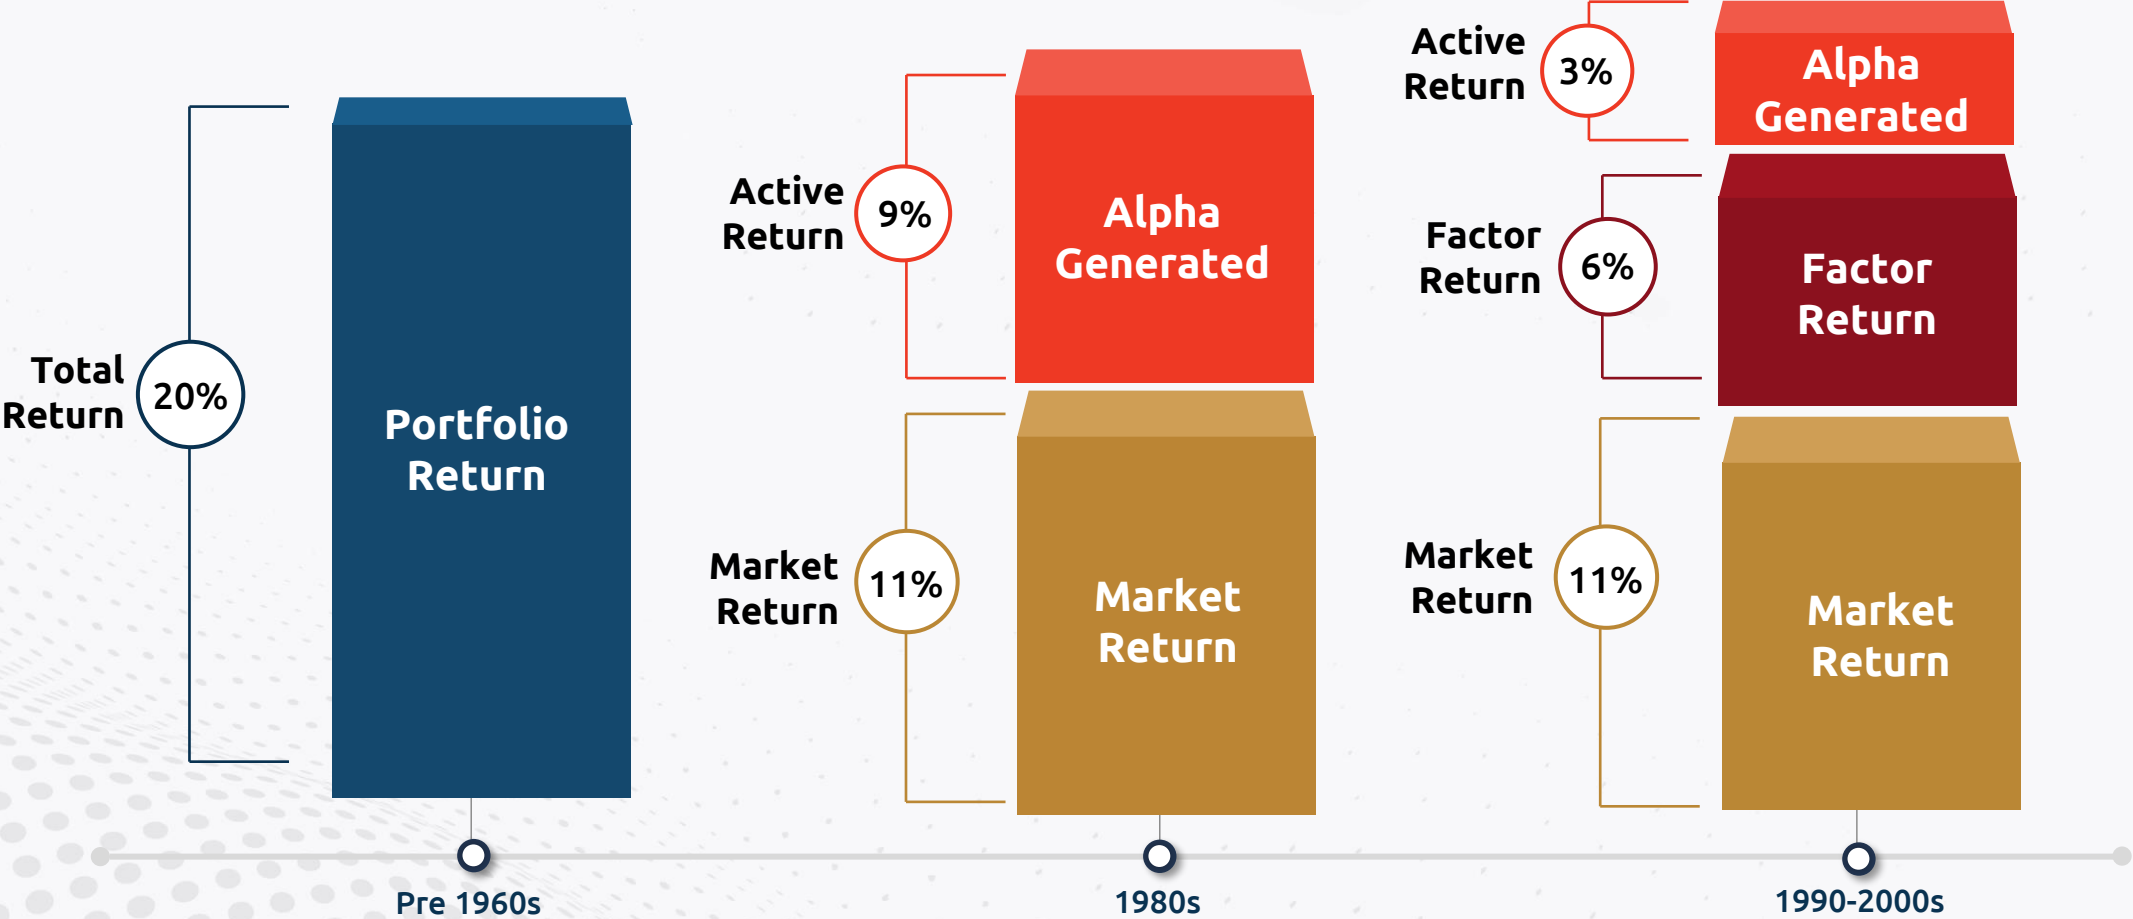 Total
Return
20%
Portfolio
Return
Pre 1960s
Active
Return
9%
Alpha
Generated
Market
Return
11%
Market
Return
1980s
Active
Return
3%
Alpha
Generated
Factor
Return
6%
Factor
Return
Market
Return
11%
Market
Return
1990-2000s